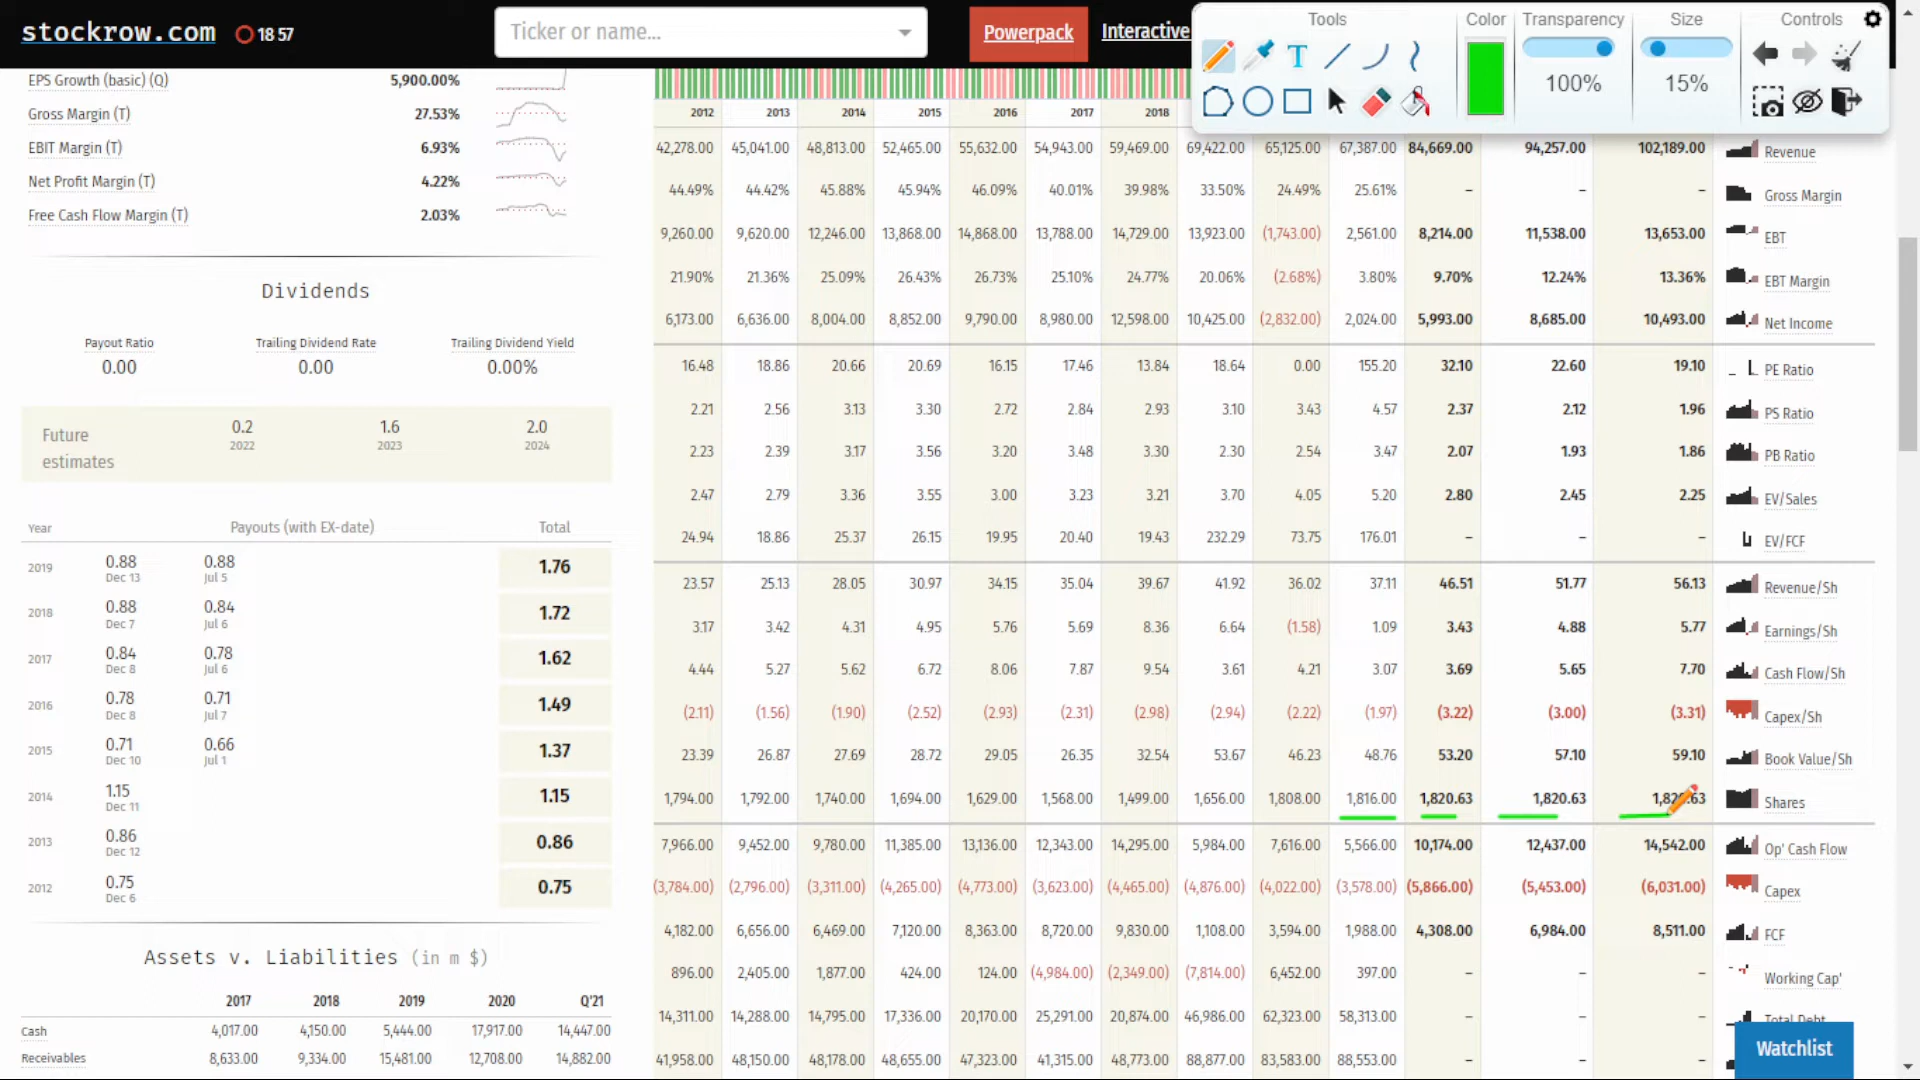 stockrow.com 18 57 Ticker or name... Powerpack Interactive
Tools Color Transparency Size Controls
T
100% 15%
EPS Growth (basic) (Q) 5,900.00%
Gross Margin (T) 27.53%
EBIT Margin (T) 6.93%
Net Profit Margin (T) 4.22%
Free Cash Flow Margin (T) 2.03%
Dividends
Payout Ratio Trailing Dividend Rate Trailing Dividend Yield
0.00 0.00 0.00%
Future estimates
0.2 1.6 2.0
2022 2023 2024
Year Payouts (with EX-date) Total
2019 0.88 0.88 1.76
Dec 13 Jul 5
2018 0.88 0.84 1.72
Dec 7 Jul 6
2017 0.84 0.78 1.62
Dec 8 Jul 6
2016 0.78 0.71 1.49
Dec 8 Jul 7
2015 0.71 0.66 1.37
Dec 10 Jul 1
2014 1.15 1.15
Dec 11
2013 0.86 0.86
Dec 12
2012 0.75 0.75
Dec 6
Assets v. Liabilities (in m $)
2017 2018 2019 2020 Q'21
Cash 4,017.00 4,150.00 5,444.00 17,917.00 14,447.00
Receivables 8,633.00 9,334.00 15,481.00 12,708.00 14,882.00
2012 2013 2014 2015 2016 2017 2018
42,278.00 45,041.00 48,813.00 52,465.00 55,632.00 54,943.00 59,469.00 69,422.00 65,125.00 67,387.00 84,669.00 94,257.00 102,189.00 Revenue
44.49% 44.42% 45.88% 45.94% 46.09% 40.01% 39.98% 33.50% 24.49% 25.61% – – – Gross Margin
9,260.00 9,620.00 12,246.00 13,868.00 14,868.00 13,788.00 14,729.00 13,923.00 (1,743.00) 2,561.00 8,214.00 11,538.00 13,653.00 EBT
21.90% 21.36% 25.09% 26.43% 26.73% 25.10% 24.77% 20.06% (2.68%) 3.80% 9.70% 12.24% 13.36% EBT Margin
6,173.00 6,636.00 8,004.00 8,852.00 9,790.00 8,980.00 12,598.00 10,425.00 (2,832.00) 2,024.00 5,993.00 8,685.00 10,493.00 Net Income
16.48 18.86 20.66 20.69 16.15 17.46 13.84 18.64 0.00 155.20 32.10 22.60 19.10 PE Ratio
2.21 2.56 3.13 3.30 2.72 2.84 2.93 3.10 3.43 4.57 2.37 2.12 1.96 PS Ratio
2.23 2.39 3.17 3.56 3.20 3.48 3.30 2.30 2.54 3.47 2.07 1.93 1.86 PB Ratio
2.47 2.79 3.36 3.55 3.00 3.23 3.21 3.70 4.05 5.20 2.80 2.45 2.25 EV/Sales
24.94 18.86 25.37 26.15 19.95 20.40 19.43 232.29 73.75 176.01 – – – EV/FCF
23.57 25.13 28.05 30.97 34.15 35.04 39.67 41.92 36.02 37.11 46.51 51.77 56.13 Revenue/Sh
3.17 3.42 4.31 4.95 5.76 5.69 8.36 6.64 (1.58) 1.09 3.43 4.88 5.77 Earnings/Sh
4.44 5.27 5.62 6.72 8.06 7.87 9.54 3.61 4.21 3.07 3.69 5.65 7.70 Cash Flow/Sh
(2.11) (1.56) (1.90) (2.52) (2.93) (2.31) (2.98) (2.94) (2.22) (1.97) (3.22) (3.00) (3.31) Capex/Sh
23.39 26.87 27.69 28.72 29.05 26.35 32.54 53.67 46.23 48.76 53.20 57.10 59.10 Book Value/Sh
1,794.00 1,792.00 1,740.00 1,694.00 1,629.00 1,568.00 1,499.00 1,656.00 1,808.00 1,816.00 1,820.63 1,820.63 Shares
7,966.00 9,452.00 9,780.00 11,385.00 13,136.00 12,343.00 14,295.00 5,984.00 7,616.00 5,566.00 10,174.00 12,437.00 14,542.00 Op' Cash Flow
(3,784.00) (2,796.00) (3,311.00) (4,265.00) (4,773.00) (3,623.00) (4,465.00) (4,876.00) (4,022.00) (3,578.00) (5,866.00) (5,453.00) (6,031.00) Capex
4,182.00 6,656.00 6,469.00 7,120.00 8,363.00 8,720.00 9,830.00 1,108.00 3,594.00 1,988.00 4,308.00 6,984.00 8,511.00 FCF
896.00 2,405.00 1,877.00 424.00 124.00 (4,984.00) (2,349.00) (7,814.00) 6,452.00 397.00 – – – Working Cap'
14,311.00 14,288.00 14,795.00 17,336.00 20,170.00 25,291.00 20,874.00 46,986.00 62,323.00 58,313.00 – – – Total Debt
41,958.00 48,150.00 48,178.00 48,655.00 47,323.00 41,315.00 48,773.00 88,877.00 83,583.00 88,553.00 – – –
Watchlist